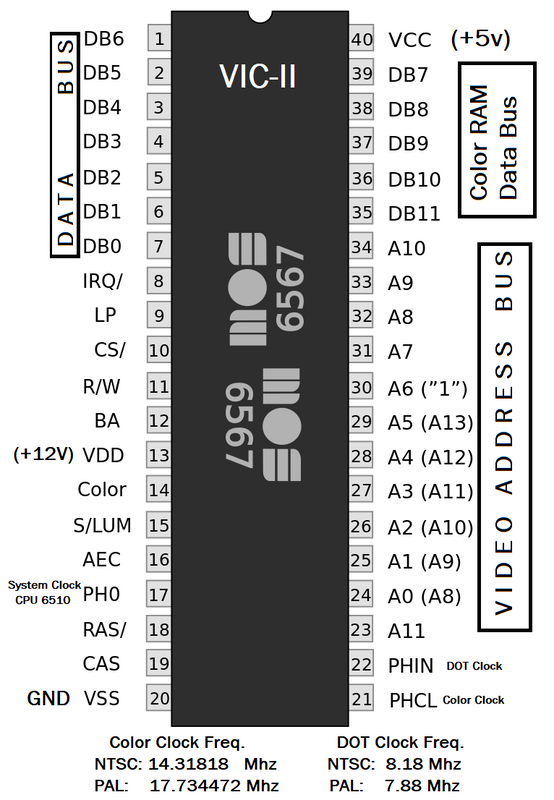 VIC-II
6567
6567
DATA BUS
DB6 1
DB5 2
DB4 3
DB3 4
DB2 5
DB1 6
DB0 7
IRQ/ 8
LP 9
CS/ 10
R/W 11
BA 12
(+12V) VDD 13
Color 14
S/LUM 15
AEC 16
System Clock
CPU 6510
PH0 17
RAS/ 18
CAS 19
GND VSS 20
40 VCC (+5v)
39 DB7
38 DB8
37 DB9
36 DB10
35 DB11
34 A10
33 A9
32 A8
31 A7
30 A6 (”1”)
29 A5 (A13)
28 A4 (A12)
27 A3 (A11)
26 A2 (A10)
25 A1 (A9)
24 A0 (A8)
23 A11
22 PHIN DOT Clock
21 PHCL Color Clock
Color RAM
Data Bus
VIDEO ADDRESS BUS
Color Clock Freq.
NTSC: 14.31818 Mhz
PAL: 17.734472 Mhz
DOT Clock Freq.
NTSC: 8.18 Mhz
PAL: 7.88 Mhz